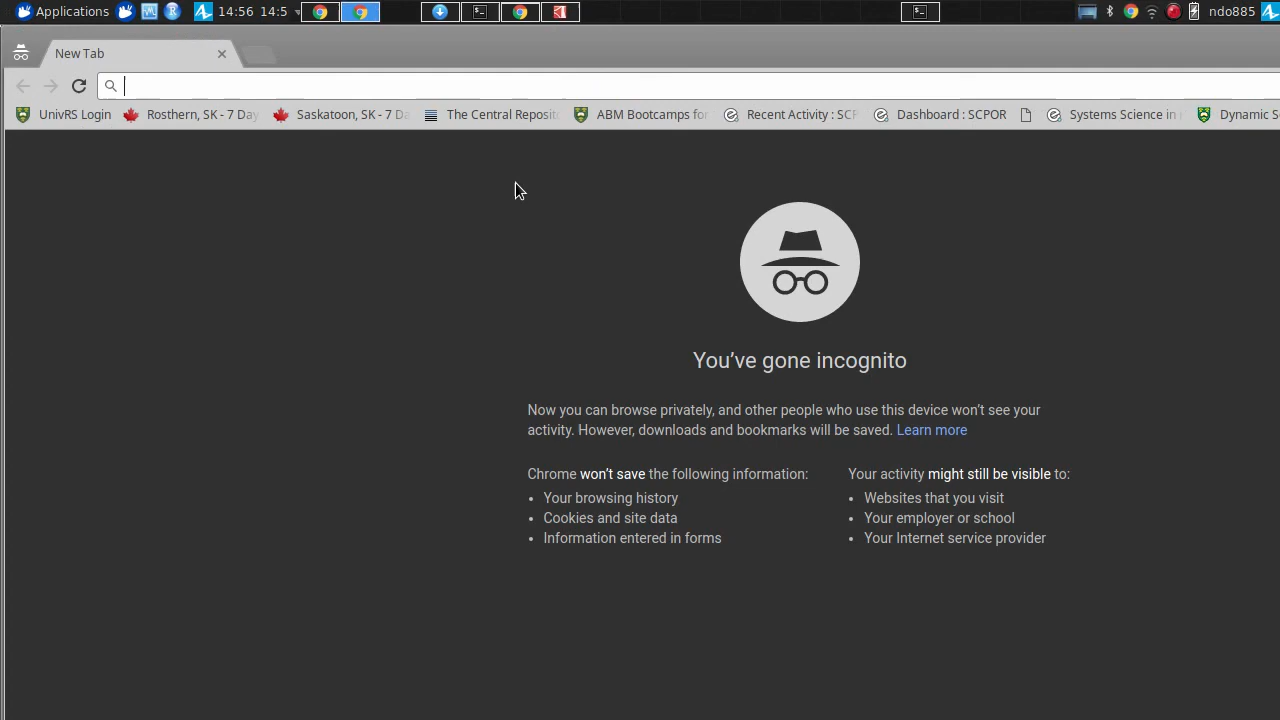 Applications 14:56 14:5 ndo885
New Tab
UnivRS Login Rosthern, SK - 7 Day Saskatoon, SK - 7 Da The Central Reposit ABM Bootcamps for Recent Activity : SCP Dashboard : SCPOR Systems Science in Dynamic S
You've gone incognito
Now you can browse privately, and other people who use this device won't see your
activity. However, downloads and bookmarks will be saved. Learn more
Chrome won't save the following information:
• Your browsing history
• Cookies and site data
• Information entered in forms
Your activity might still be visible to:
• Websites that you visit
• Your employer or school
• Your Internet service provider